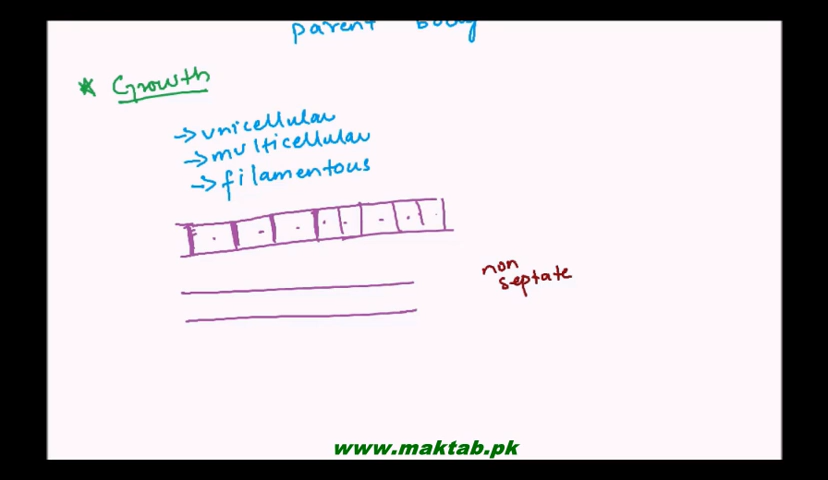 parent body
* Growth
→ unicellular
→ multicellular
→ filamentous
non
septate
www.maktab.pk